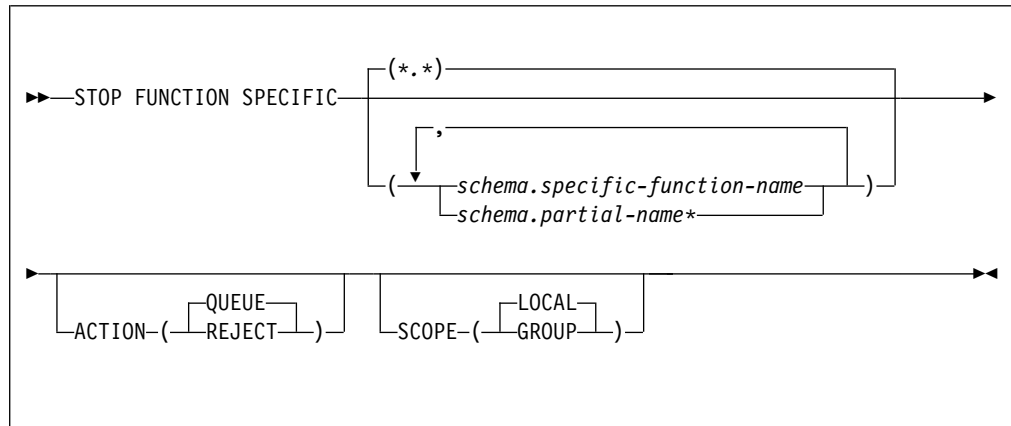 (*.*)
STOP FUNCTION SPECIFIC
,
( schema.specific-function-name )
schema.partial-name*
QUEUE LOCAL
ACTION ( REJECT ) SCOPE ( GROUP )